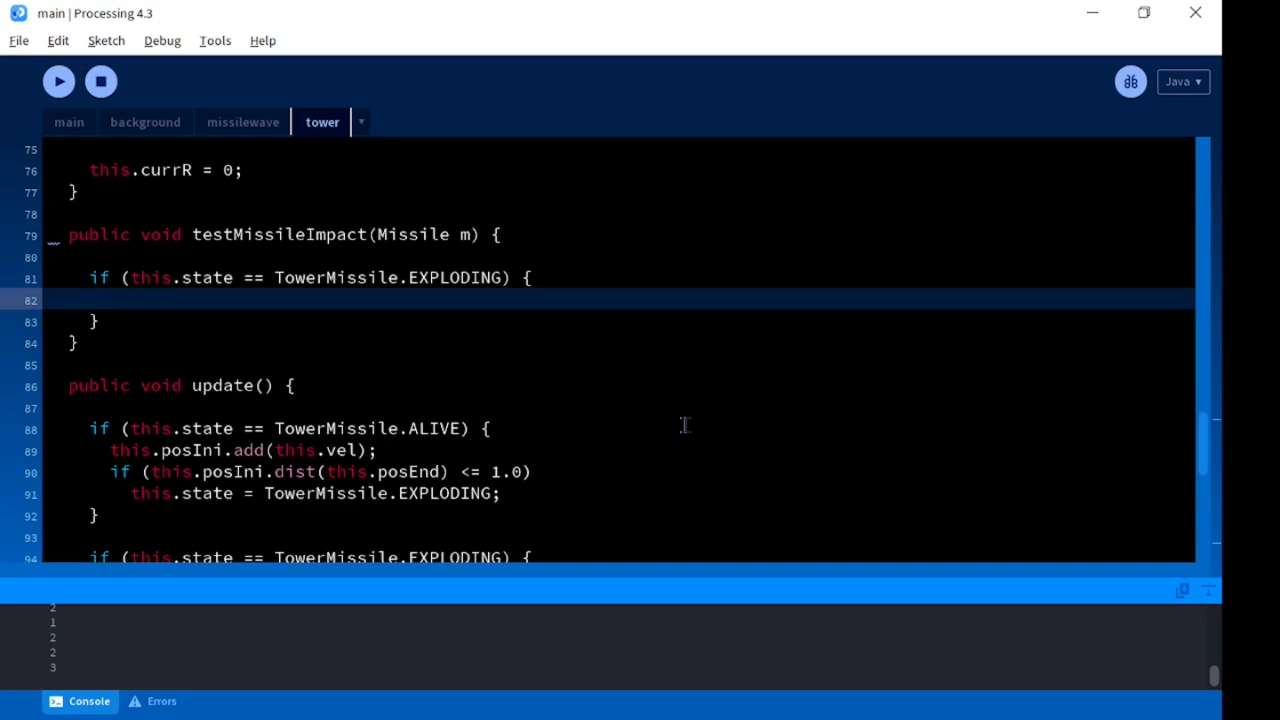 main | Processing 4.3
File Edit Sketch Debug Tools Help
Java ▾
main background missilewave tower ▾
75
76 this.currR = 0;
77 }
78
79 public void testMissileImpact(Missile m) {
80
81 if (this.state == TowerMissile.EXPLODING) {
82
83 }
84 }
85
86 public void update() {
87
88 if (this.state == TowerMissile.ALIVE) {
89 this.posIni.add(this.vel);
90 if (this.posIni.dist(this.posEnd) <= 1.0)
91 this.state = TowerMissile.EXPLODING;
92 }
93
94 if (this.state == TowerMissile.EXPLODING) {
2
1
2
2
3
Console Errors